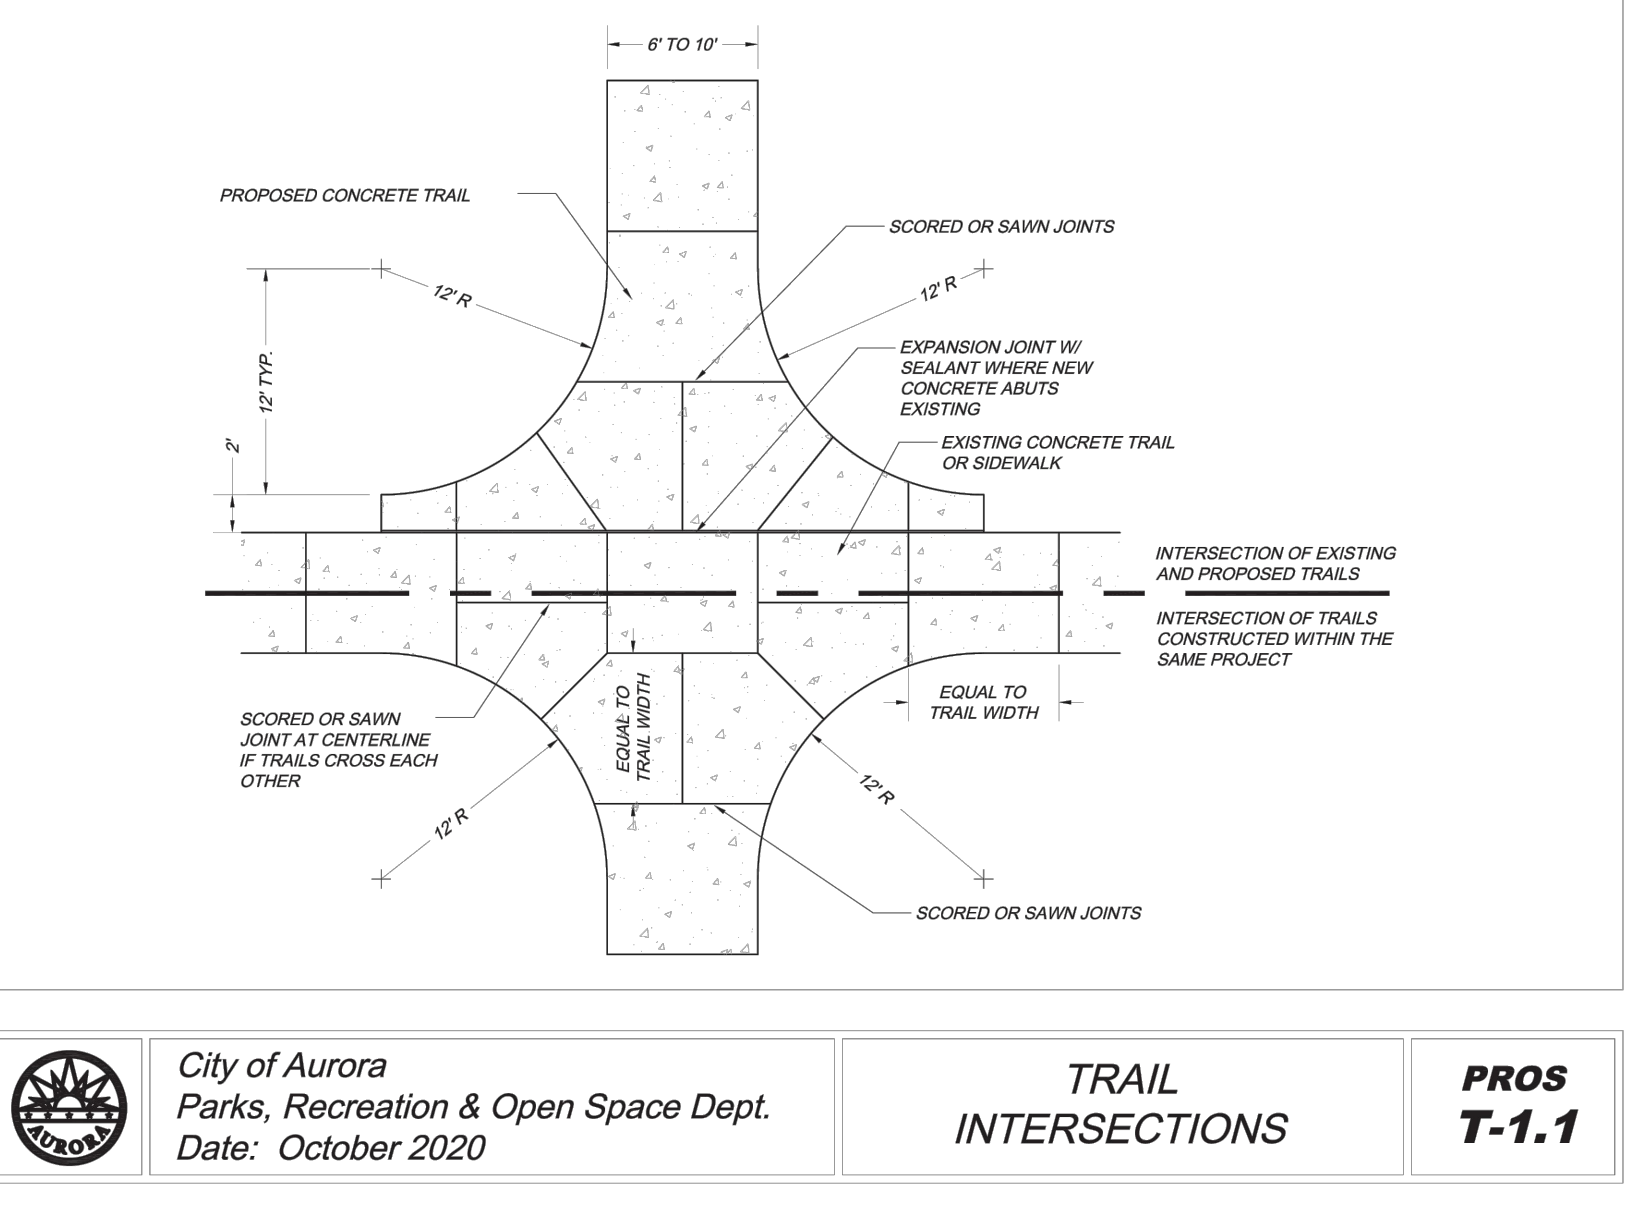 6' TO 10'
PROPOSED CONCRETE TRAIL
SCORED OR SAWN JOINTS
12' R
12' R
12' TYP.
2'
EXPANSION JOINT W/
SEALANT WHERE NEW
CONCRETE ABUTS
EXISTING
EXISTING CONCRETE TRAIL
OR SIDEWALK
INTERSECTION OF EXISTING
AND PROPOSED TRAILS
INTERSECTION OF TRAILS
CONSTRUCTED WITHIN THE
SAME PROJECT
EQUAL TO
TRAIL WIDTH
EQUAL TO
TRAIL WIDTH
SCORED OR SAWN
JOINT AT CENTERLINE
IF TRAILS CROSS EACH
OTHER
12' R
12' R
SCORED OR SAWN JOINTS
AURORA
City of Aurora
Parks, Recreation & Open Space Dept.
Date: October 2020
TRAIL
INTERSECTIONS
PROS
T-1.1